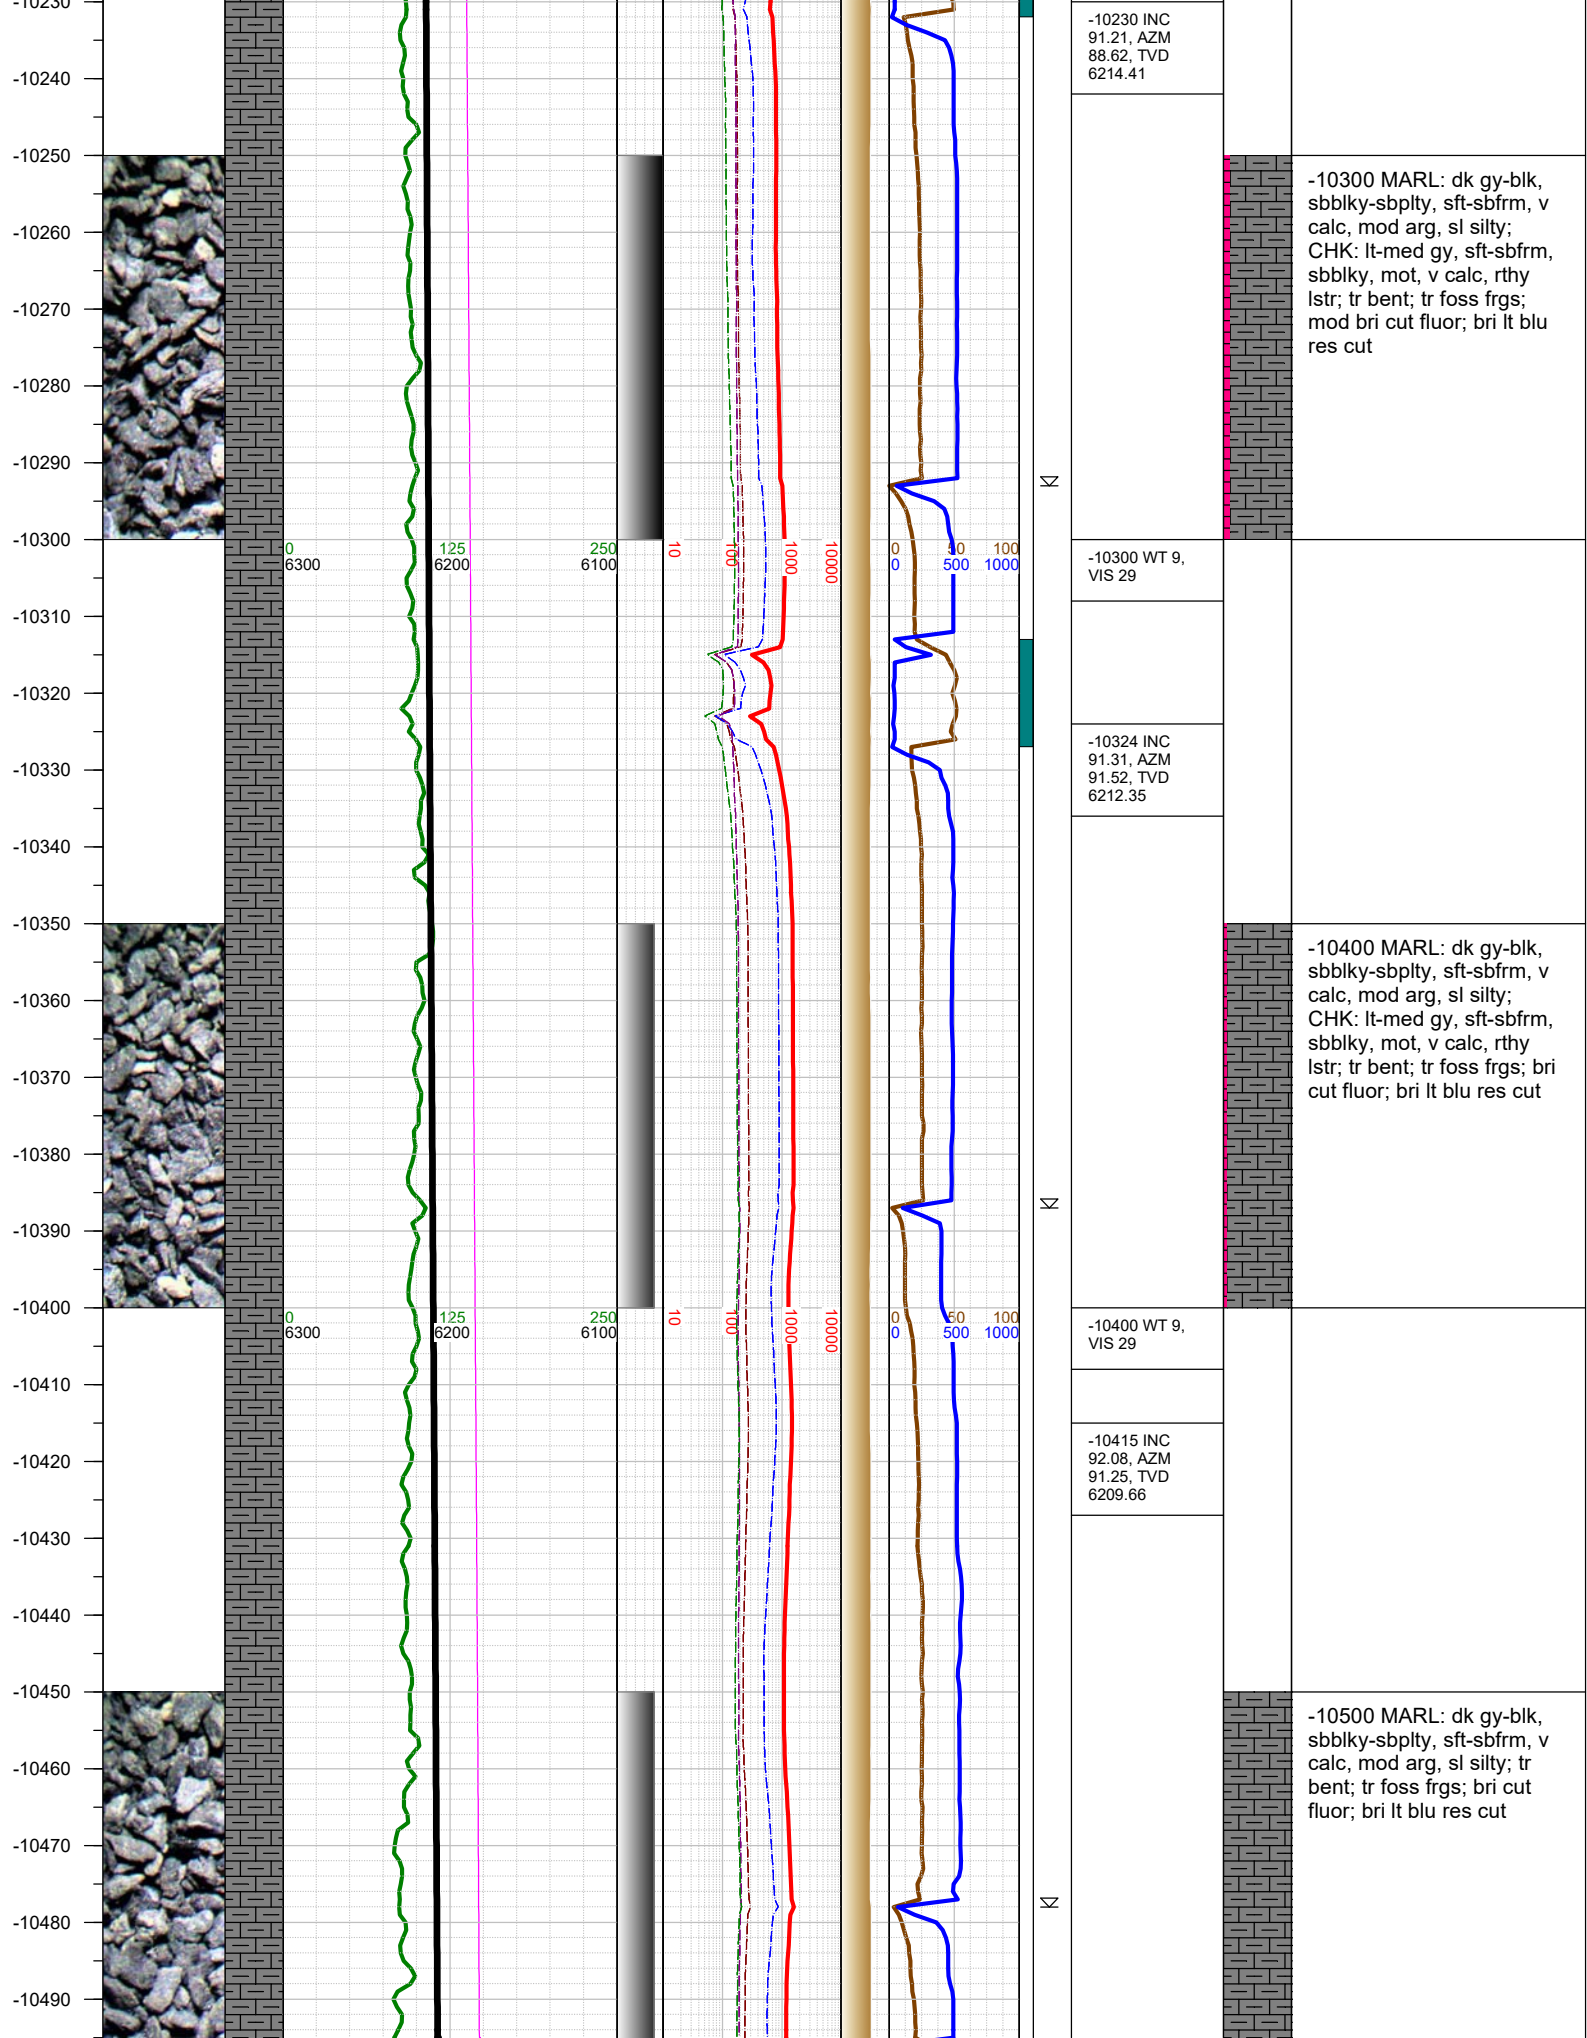 -10230
-10240
-10250
-10260
-10270
-10280
-10290
-10300
-10310
-10320
-10330
-10340
-10350
-10360
-10370
-10380
-10390
-10400
-10410
-10420
-10430
-10440
-10450
-10460
-10470
-10480
-10490
0 125 250
6300 6200 6100
10 100 1000 10000
0 50 100
0 500 1000
0 125 250
6300 6200 6100
10 100 1000 10000
0 50 100
0 500 1000
-10230 INC
91.21, AZM
88.62, TVD
6214.41
-10300 WT 9,
VIS 29
-10324 INC
91.31, AZM
91.52, TVD
6212.35
-10400 WT 9,
VIS 29
-10415 INC
92.08, AZM
91.25, TVD
6209.66
-10300 MARL: dk gy-blk,
sbblky-sbplty, sft-sbfrm, v
calc, mod arg, sl silty;
CHK: lt-med gy, sft-sbfrm,
sbblky, mot, v calc, rthy
lstr; tr bent; tr foss frgs;
mod bri cut fluor; bri lt blu
res cut
-10400 MARL: dk gy-blk,
sbblky-sbplty, sft-sbfrm, v
calc, mod arg, sl silty;
CHK: lt-med gy, sft-sbfrm,
sbblky, mot, v calc, rthy
lstr; tr bent; tr foss frgs; bri
cut fluor; bri lt blu res cut
-10500 MARL: dk gy-blk,
sbblky-sbplty, sft-sbfrm, v
calc, mod arg, sl silty; tr
bent; tr foss frgs; bri cut
fluor; bri lt blu res cut